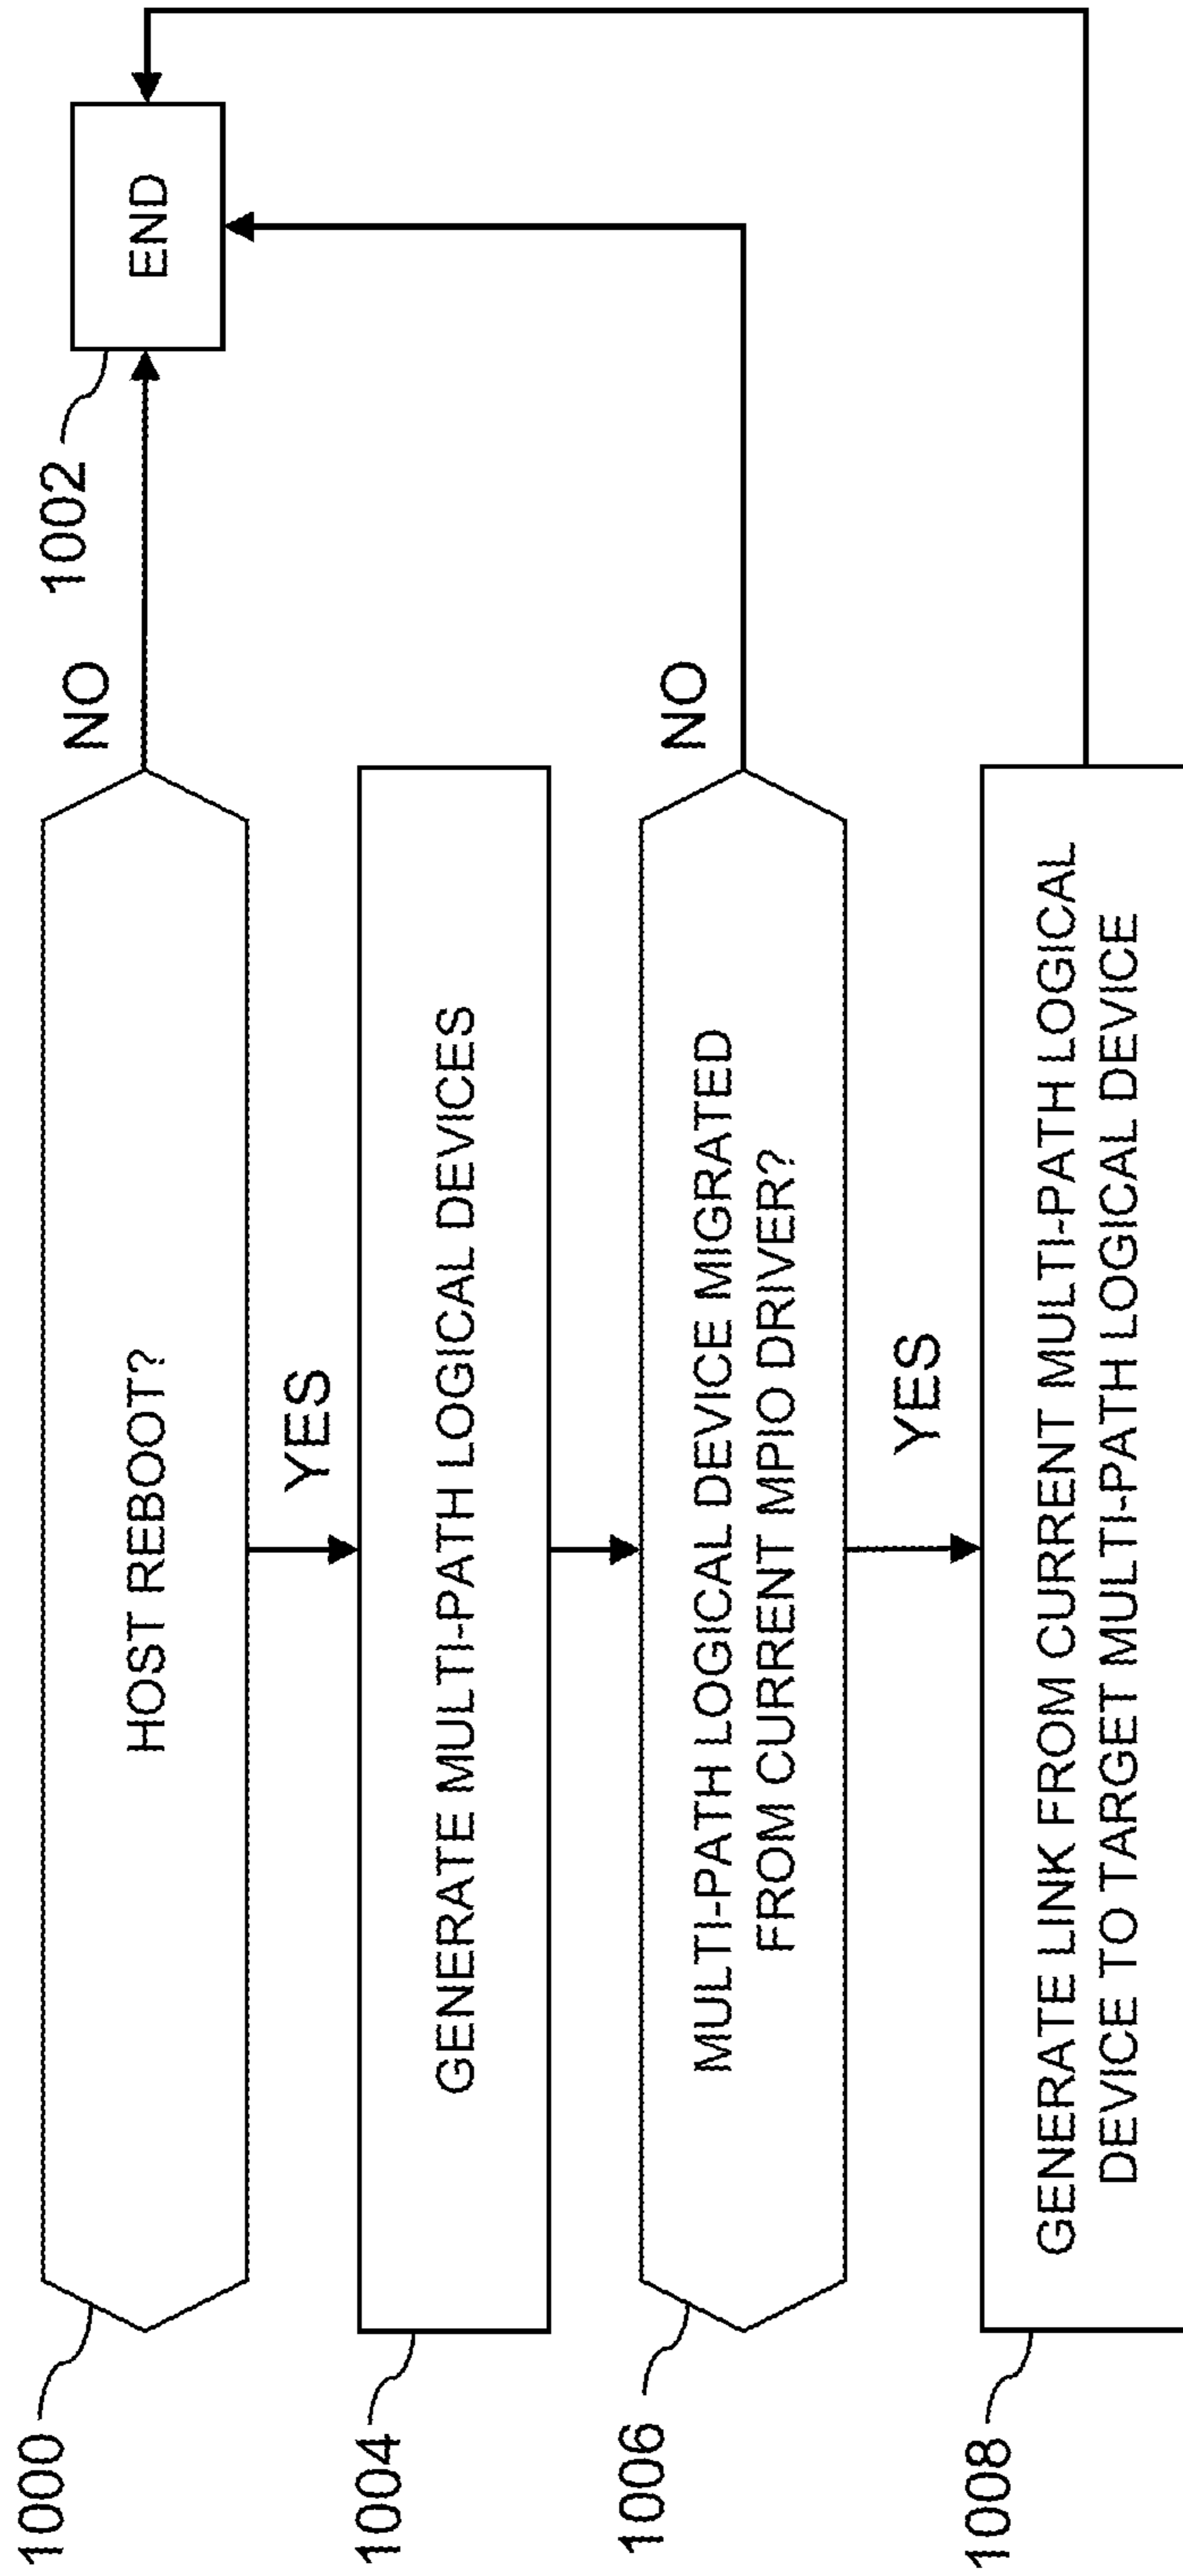 1000
HOST REBOOT?
NO
1002
END
YES
1004
GENERATE MULTI-PATH LOGICAL DEVICES
1006
MULTI-PATH LOGICAL DEVICE MIGRATED
FROM CURRENT MPIO DRIVER?
NO
YES
1008
GENERATE LINK FROM CURRENT MULTI-PATH LOGICAL
DEVICE TO TARGET MULTI-PATH LOGICAL DEVICE